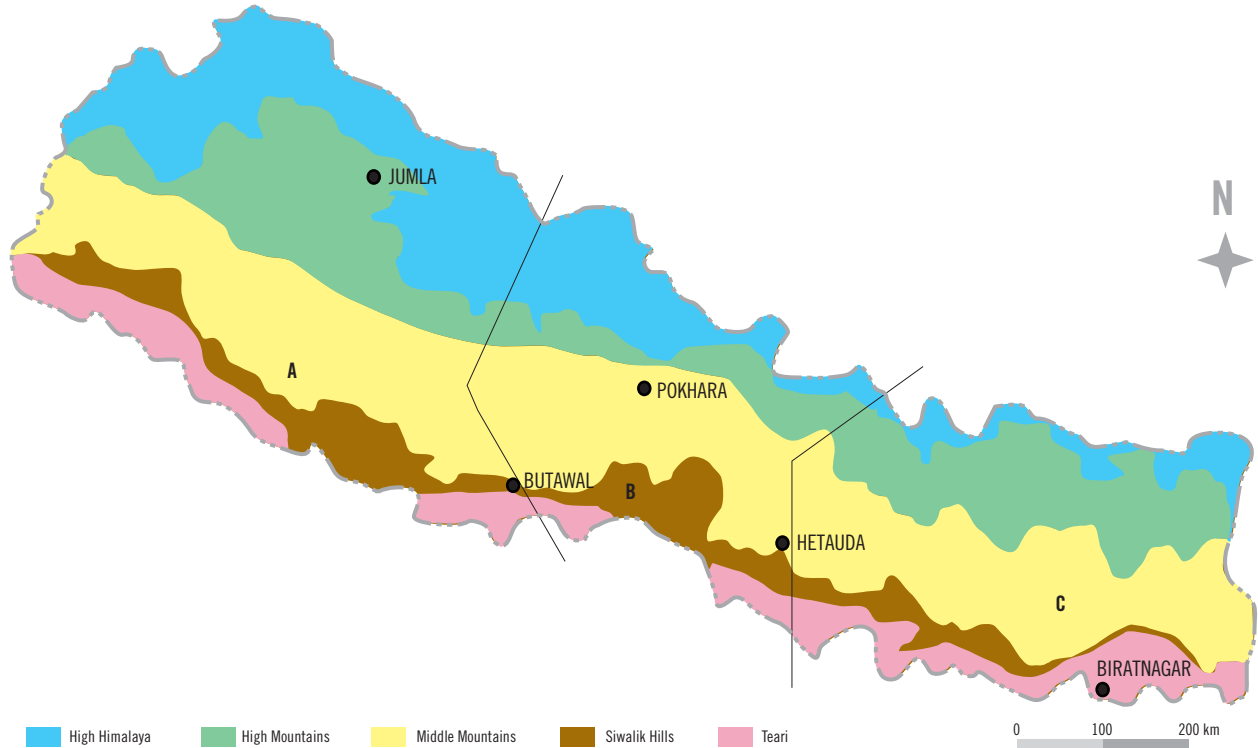 JUMLA
N
A
POKHARA
BUTAWAL
B
HETAUDA
C
BIRATNAGAR
High Himalaya
High Mountains
Middle Mountains
Siwalik Hills
Teari
0 100 200 km